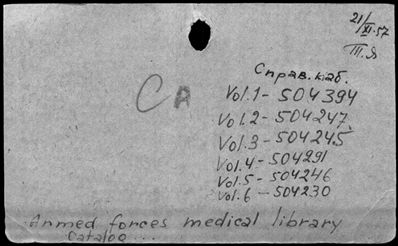 21/XI-57
III.Я
Справ. каб.
Vol.1 - 504394
Vol.2 - 504247
Vol.3 - 504245
Vol.4 - 504291
Vol.5 - 504246
Vol.6 - 504230
Armed forces medical library
Catalog...